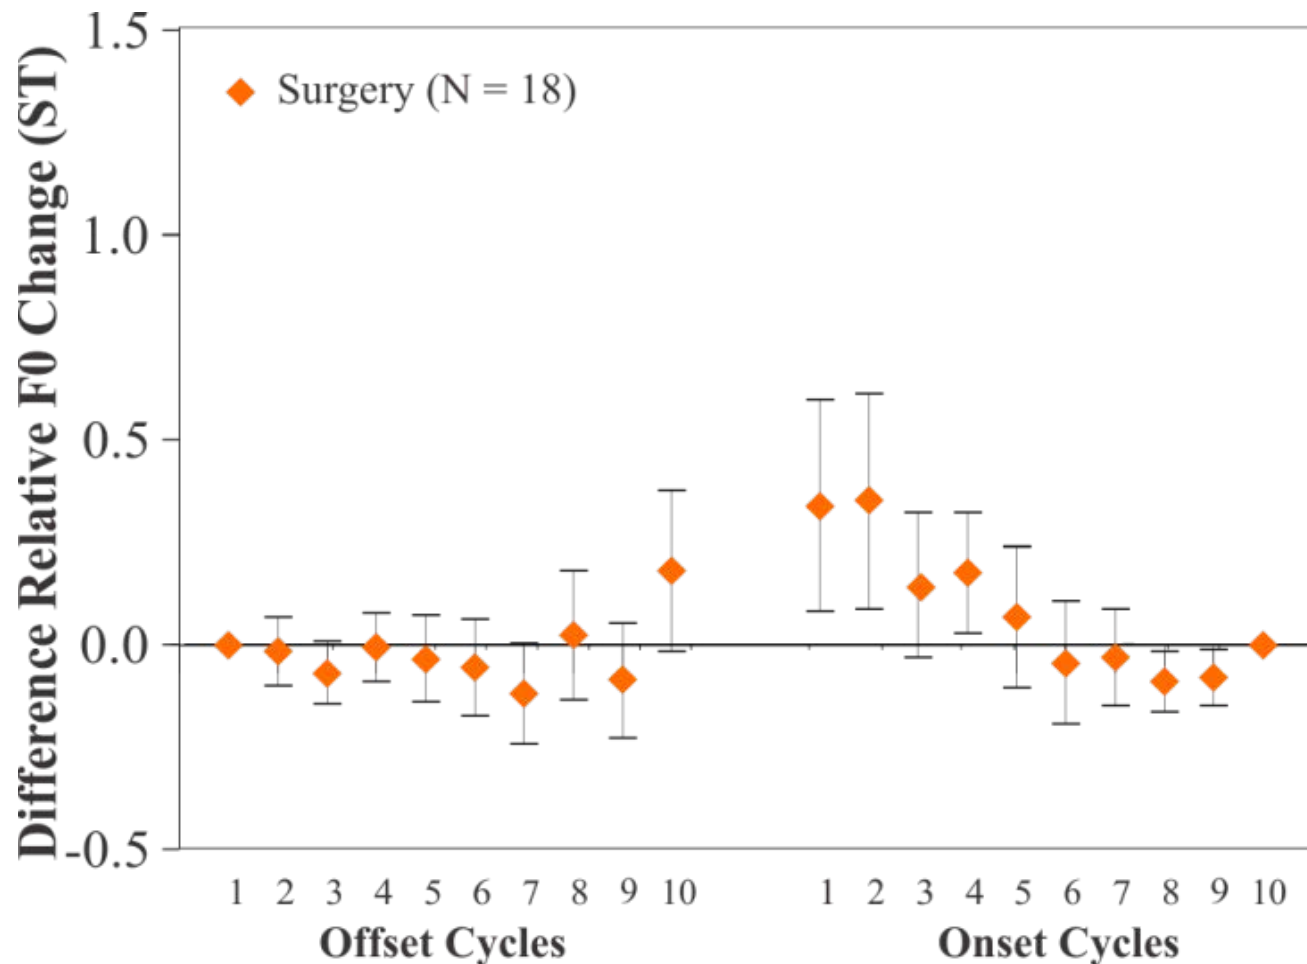 Difference Relative F0 Change (ST)
1.5
1.0
0.5
0.0
-0.5
Surgery (N = 18)
1 2 3 4 5 6 7 8 9 10 1 2 3 4 5 6 7 8 9 10
Offset Cycles Onset Cycles